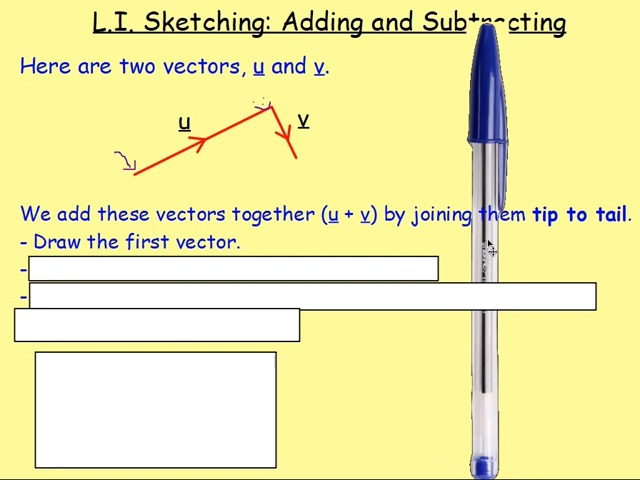 L.I. Sketching: Adding and Subtracting
Here are two vectors, u and v.
u
v
We add these vectors together (u + v) by joining them tip to tail.
- Draw the first vector.
-
-